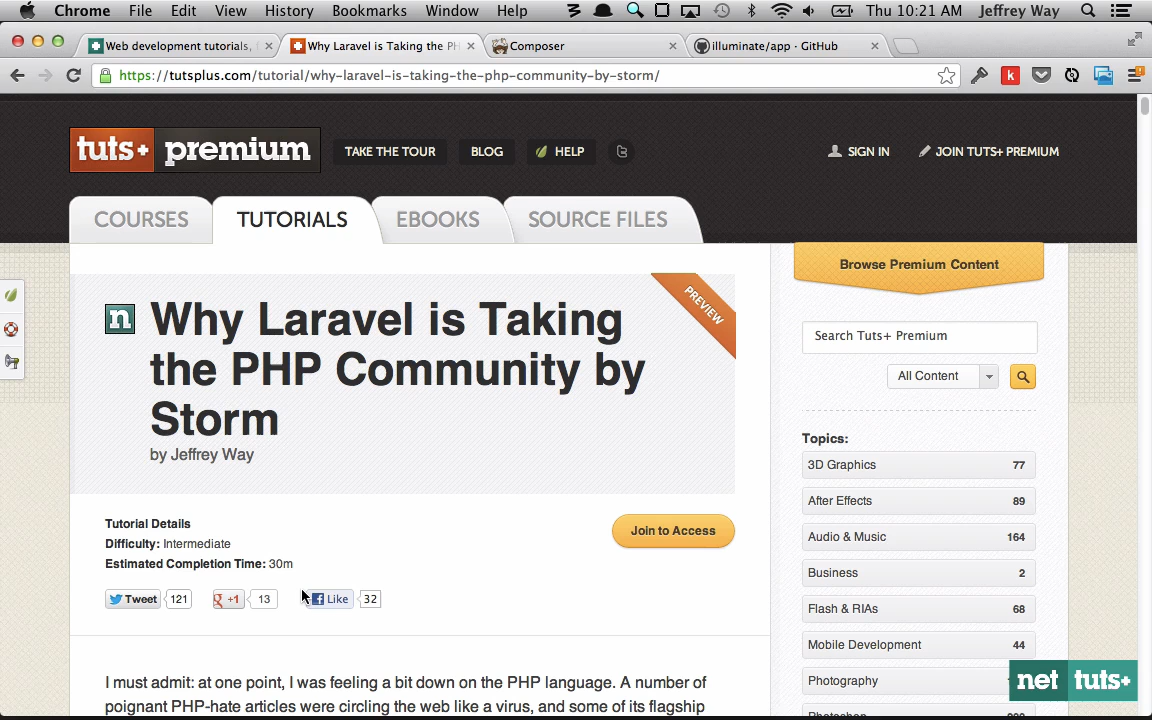 Chrome File Edit View History Bookmarks Window Help Thu 10:21 AM Jeffrey Way
Web development tutorials,
Why Laravel is Taking the PH
Composer
illuminate/app · GitHub
https://tutsplus.com/tutorial/why-laravel-is-taking-the-php-community-by-storm/
k
tuts+ premium
TAKE THE TOUR
BLOG
HELP
SIGN IN
JOIN TUTS+ PREMIUM
COURSES
TUTORIALS
EBOOKS
SOURCE FILES
PREVIEW
n
Why Laravel is Taking
the PHP Community by
Storm
by Jeffrey Way
Tutorial Details
Difficulty: Intermediate
Estimated Completion Time: 30m
Join to Access
Tweet 121
g +1 13
f Like 32
I must admit: at one point, I was feeling a bit down on the PHP language. A number of
poignant PHP-hate articles were circling the web like a virus, and some of its flagship
Browse Premium Content
Search Tuts+ Premium
All Content
Topics:
3D Graphics 77
After Effects 89
Audio & Music 164
Business 2
Flash & RIAs 68
Mobile Development 44
Photography
net tuts+